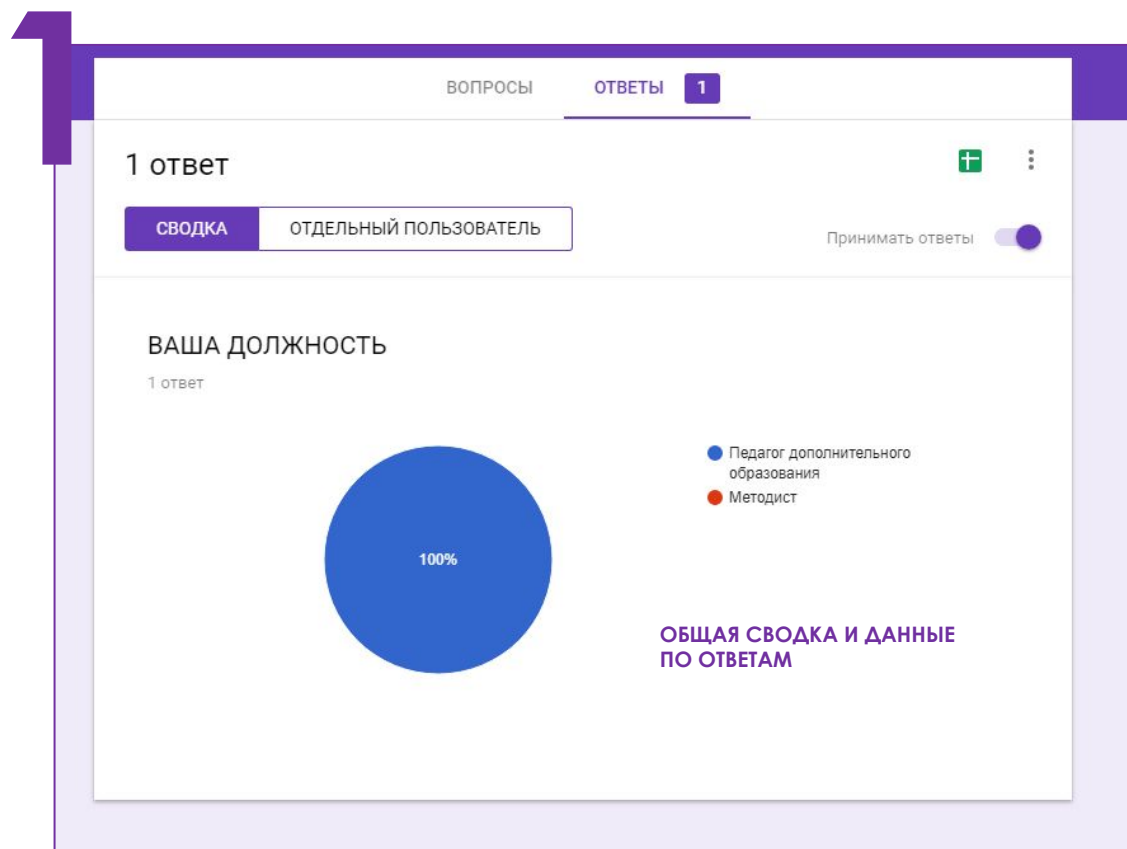 1
ВОПРОСЫ
ОТВЕТЫ 1
1 ответ
СВОДКА
ОТДЕЛЬНЫЙ ПОЛЬЗОВАТЕЛЬ
Принимать ответы
ВАША ДОЛЖНОСТЬ
1 ответ
Педагог дополнительного
образования
Методист
100%
ОБЩАЯ СВОДКА И ДАННЫЕ
ПО ОТВЕТАМ